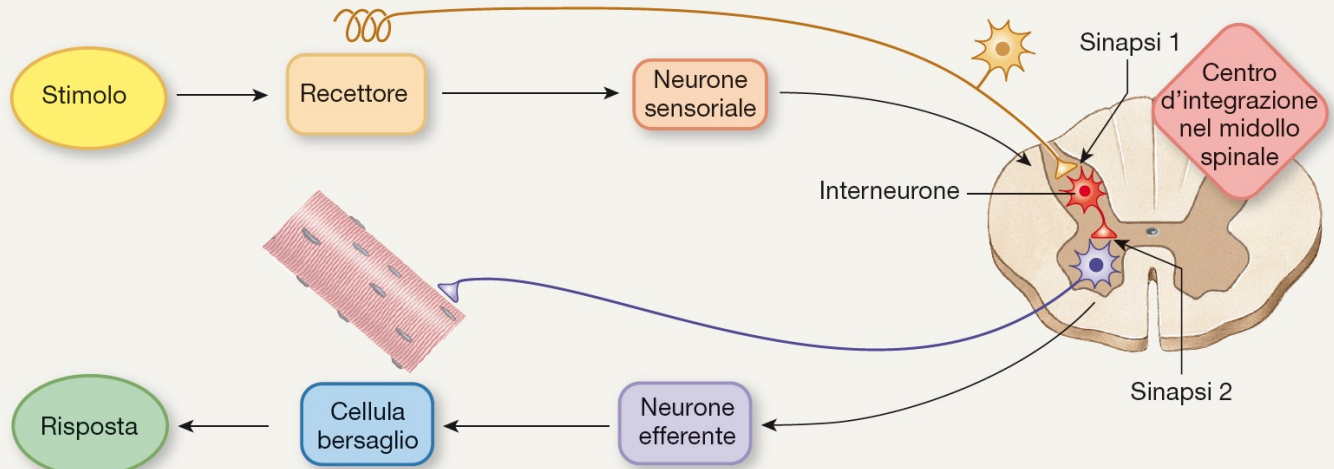 Stimolo
Recettore
Neurone
sensoriale
Sinapsi 1
Centro
d'integrazione
nel midollo
spinale
Interneurone
Sinapsi 2
Risposta
Cellula
bersaglio
Neurone
efferente